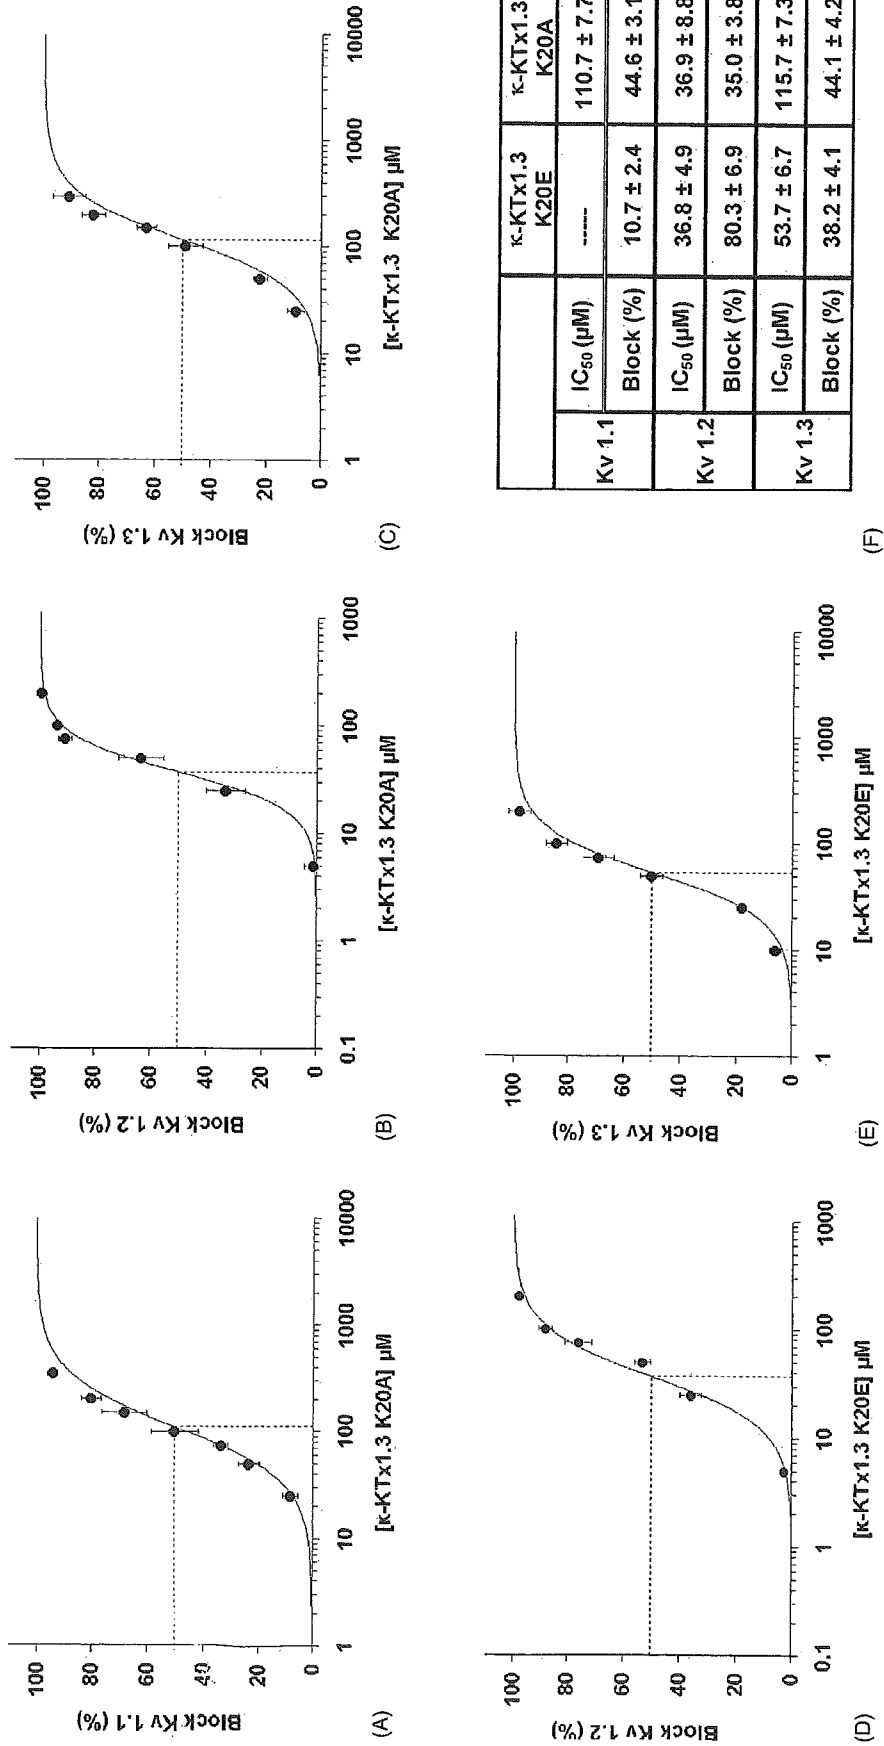 Block Kv 1.1 (%)
100
80
60
40
20
0
1
10
100
1000
10000
[κ-KTx1.3 K20A] µM
(A)
Block Kv 1.2 (%)
100
80
60
40
20
0
0.1
1
10
100
1000
[κ-KTx1.3 K20A] µM
(B)
Block Kv 1.3 (%)
100
80
60
40
20
0
1
10
100
1000
10000
[κ-KTx1.3 K20A] µM
(C)
Block Kv 1.2 (%)
100
80
60
40
20
0
0.1
1
10
100
1000
[κ-KTx1.3 K20E] µM
(D)
Block Kv 1.3 (%)
100
80
60
40
20
0
1
10
100
1000
10000
[κ-KTx1.3 K20E] µM
(E)
κ-KTx1.3 κ-KTx1.3
K20E K20A
Kv 1.1 IC50 (µM) ----- 110.7 ± 7.7
Block (%) 10.7 ± 2.4 44.6 ± 3.1
Kv 1.2 IC50 (µM) 36.8 ± 4.9 36.9 ± 8.8
Block (%) 80.3 ± 6.9 35.0 ± 3.8
Kv 1.3 IC50 (µM) 53.7 ± 6.7 115.7 ± 7.3
Block (%) 38.2 ± 4.1 44.1 ± 4.2
(F)